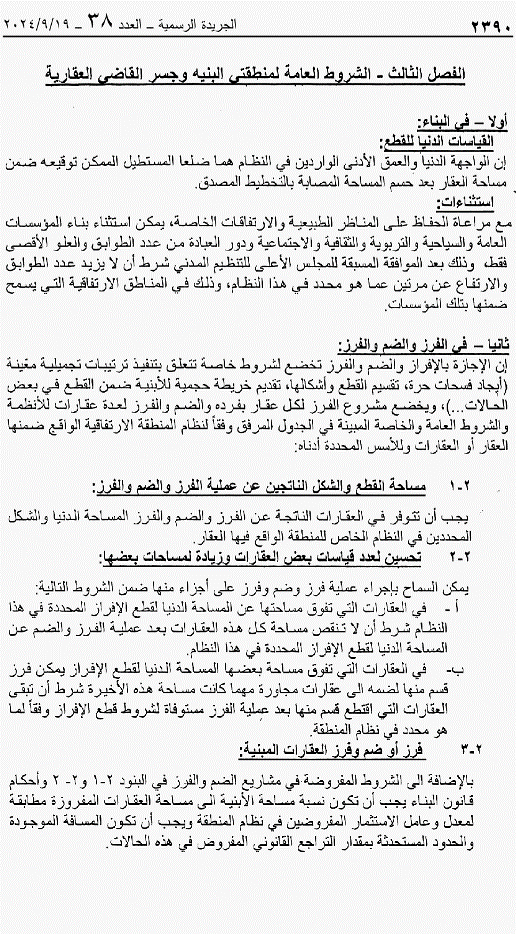 ٢٣٩٠
الجريدة الرسمية – العدد ٣٨ – ٢٠٢٤/٩/١٩
الفصل الثالث - الشروط العامة لمنطقتي البنيه وجسر القاضي العقارية
أولا – في البناء:
القياسات الدنيا للقطع:
إن الواجهة الدنيا والعمق الأدنى الواردين في النظام هما ضلعا المستطيل الممكن توقيعه ضمن
مساحة العقار بعد حسم المساحة المصابة بالتخطيط المصدق.
استثناءات:
مع مراعاة الحفاظ على المناظر الطبيعية والارتفاقات الخاصة، يمكن استثناء بناء المؤسسات
العامة والسياحية والتربوية والثقافية والاجتماعية ودور العبادة من عدد الطوابق والعلو الأقصى
فقط، وذلك بعد الموافقة المسبقة للمجلس الأعلى للتنظيم المدني شرط أن لا يزيد عدد الطوابق
والارتفاع عن مرتين عما هو محدد في هذا النظام، وذلك في المناطق الارتفاقية التي يسمح
ضمنها بتلك المؤسسات.
ثانيا – في الفرز والضم والفرز:
إن الإجازة بالإفراز والضم والفرز تخضع لشروط خاصة تتعلق بتنفيذ ترتيبات تجميلية معّينة
(أيجاد فسحات حرة، تقسيم القطع وأشكالها، تقديم خريطة حجمية للأبنية ضمن القطع في بعض
الحالات...)، ويخضع مشروع الفرز لكل عقار بفرده والضم والفرز لعدة عقارات للأنظمة
والشروط العامة والخاصة المبينة في الجدول المرفق وفقاً لنظام المنطقة الارتفاقية الواقع ضمنها
العقار أو العقارات وللأسس المحددة أدناه:
٢-١ مساحة القطع والشكل الناتجين عن عملية الفرز والضم والفرز:
يجب أن تتوفر في العقارات الناتجة عن الفرز والضم والفرز المساحة الدنيا والشكل
المحددين في النظام الخاص للمنطقة الواقع فيها العقار.
٢-٢ تحسين لعدد قياسات بعض العقارات وزيادة لمساحات بعضها:
يمكن السماح بإجراء عملية فرز وضم وفرز على أجزاء منها ضمن الشروط التالية:
أ - في العقارات التي تفوق مساحتها عن المساحة الدنيا لقطع الإفراز المحددة في هذا
النظام شرط أن لا تنقص مساحة كل هذه العقارات بعد عملية الفرز والضم عن
المساحة الدنيا لقطع الإفراز المحددة في هذا النظام.
ب- في العقارات التي تفوق مساحة بعضها المساحة الدنيا لقطع الإفراز يمكن فرز
قسم منها لضمه الى عقارات مجاورة مهما كانت مساحة هذه الأخيرة شرط أن تبقى
العقارات التي اقتطع قسم منها بعد عملية الفرز مستوفاة لشروط قطع الإفراز وفقاً لما
هو محدد في نظام المنطقة.
٢-٣ فرز أو ضم وفرز العقارات المبنية:
بالإضافة الى الشروط المفروضة في مشاريع الضم والفرز في البنود ٢-١ و٢- ٢ وأحكام
قانون البناء يجب أن تكون نسبة مساحة الأبنية الى مساحة العقارات المفروزة مطابقة
لمعدل وعامل الاستثمار المفروضين في نظام المنطقة ويجب أن تكون المسافة الموجودة
والحدود المستحدثة بمقدار التراجع القانوني المفروض في هذه الحالات.